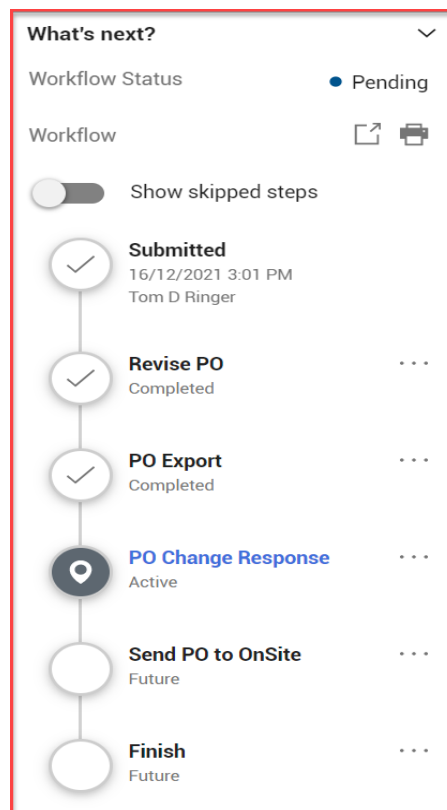 What's next?
Workflow Status
Pending
Workflow
Show skipped steps
Submitted
16/12/2021 3:01 PM
Tom D Ringer
Revise PO
Completed
PO Export
Completed
PO Change Response
Active
Send PO to OnSite
Future
Finish
Future